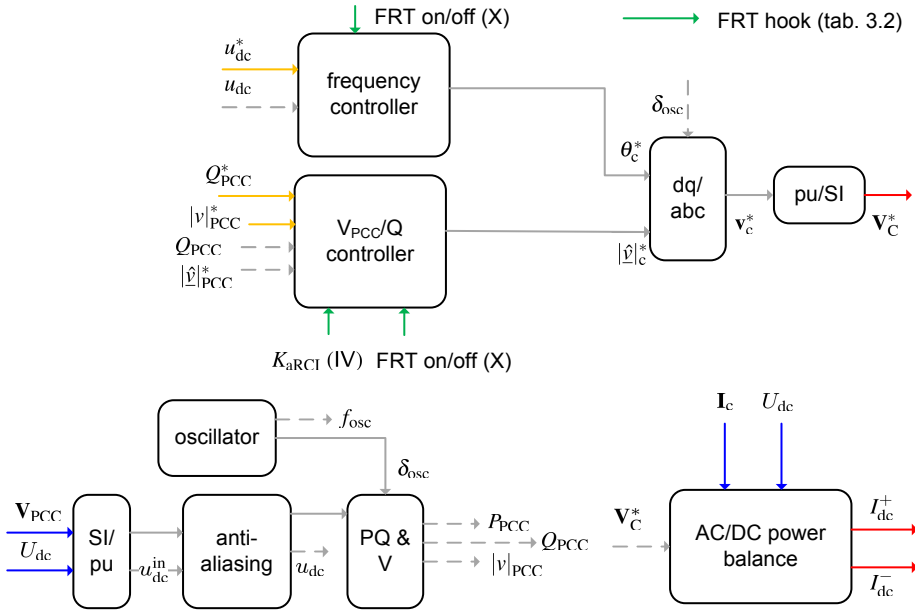 FRT on/off (X)
FRT hook (tab. 3.2)
u*dc
udc
frequency
controller
δosc
θ*c
Q*PCC
|v|*PCC
QPCC
|v̲̂|*PCC
VPCC/Q
controller
dq/
abc
pu/SI
v*c
V*C
|v̲̂|*c
KaRCI (IV)
FRT on/off (X)
oscillator
fosc
δosc
Ic
Udc
VPCC
Udc
SI/
pu
uindc
anti-
aliasing
udc
PQ &
V
PPCC
QPCC
|v|PCC
V*C
AC/DC power
balance
I+dc
I−dc